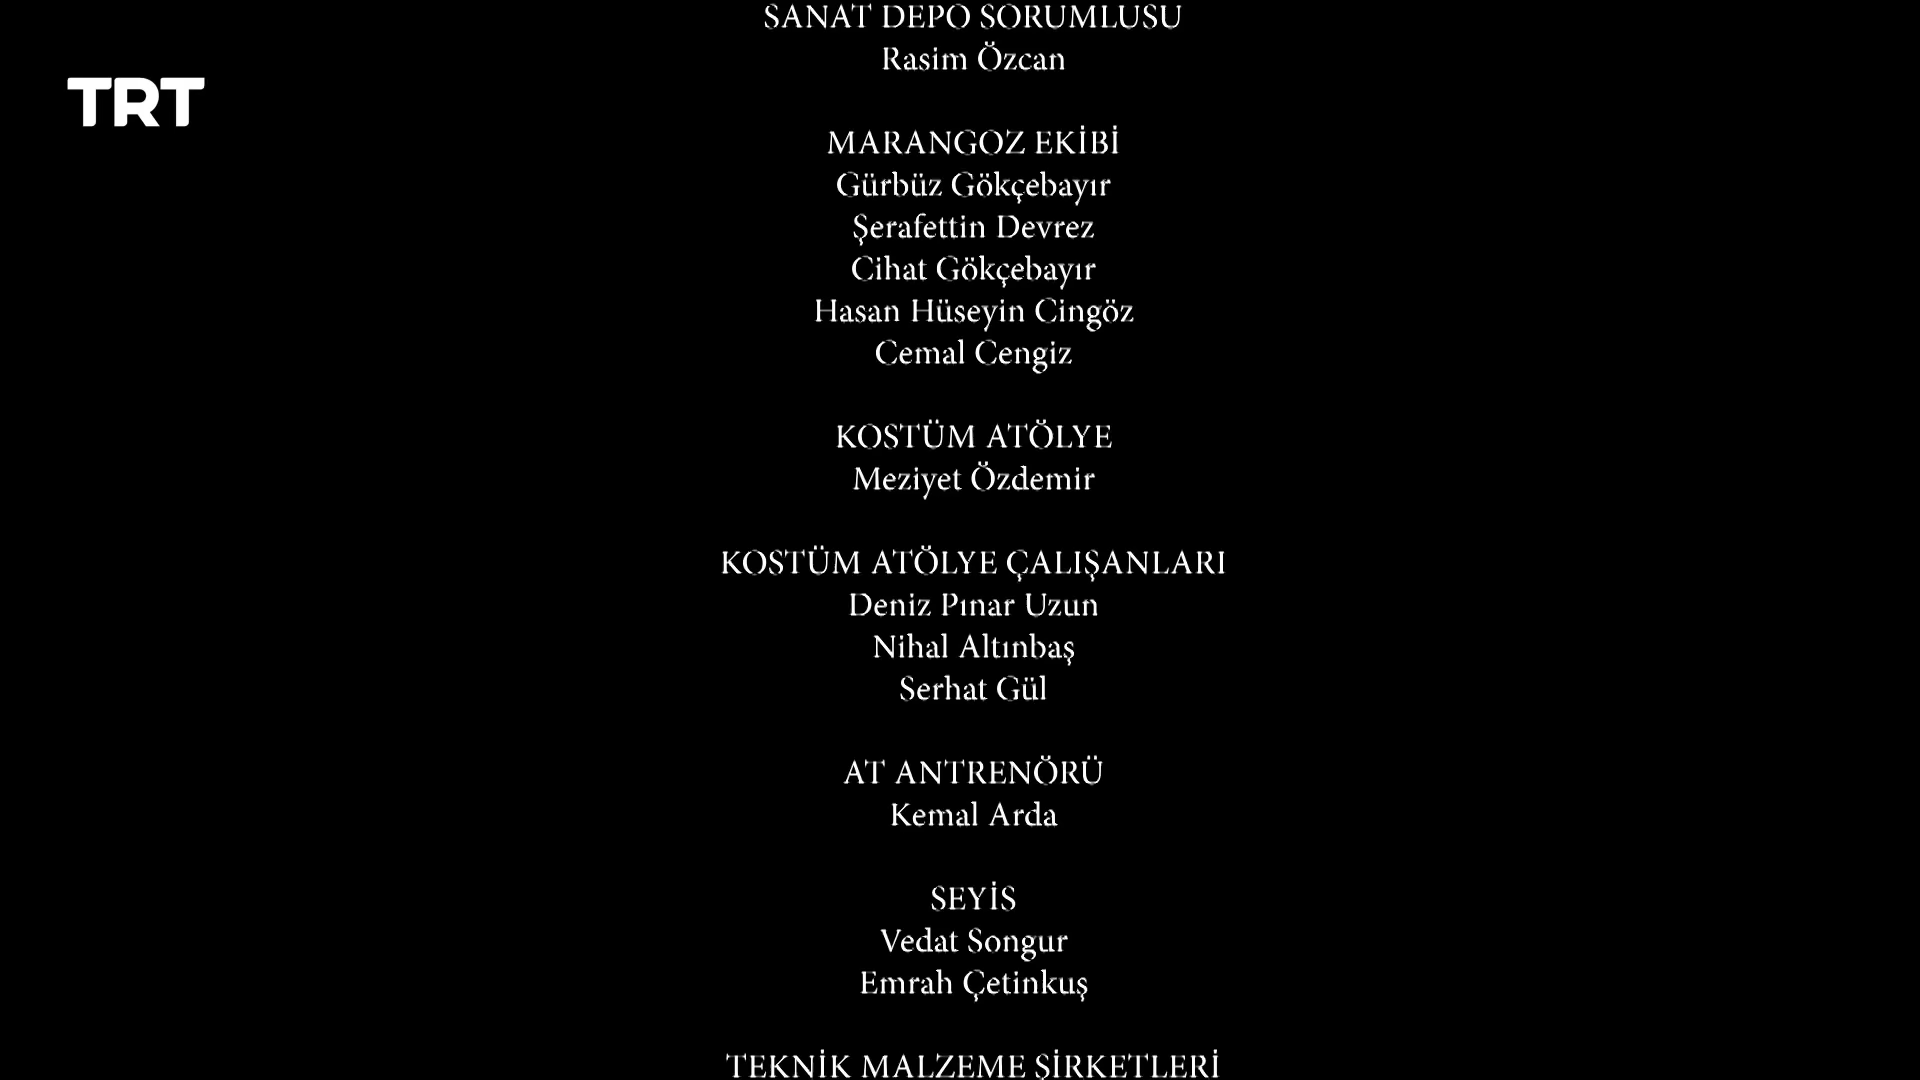 SANAT DEPO SORUMLUSU
Rasim Özcan
TRT
MARANGOZ EKİBİ
Gürbüz Gökçebayır
Şerafettin Devrez
Cihat Gökçebayır
Hasan Hüseyin Cingöz
Cemal Cengiz
KOSTÜM ATÖLYE
Meziyet Özdemir
KOSTÜM ATÖLYE ÇALIŞANLARI
Deniz Pınar Uzun
Nihal Altınbaş
Serhat Gül
AT ANTRENÖRÜ
Kemal Arda
SEYİS
Vedat Songur
Emrah Çetinkuş
TEKNİK MALZEME ŞİRKETLERİ